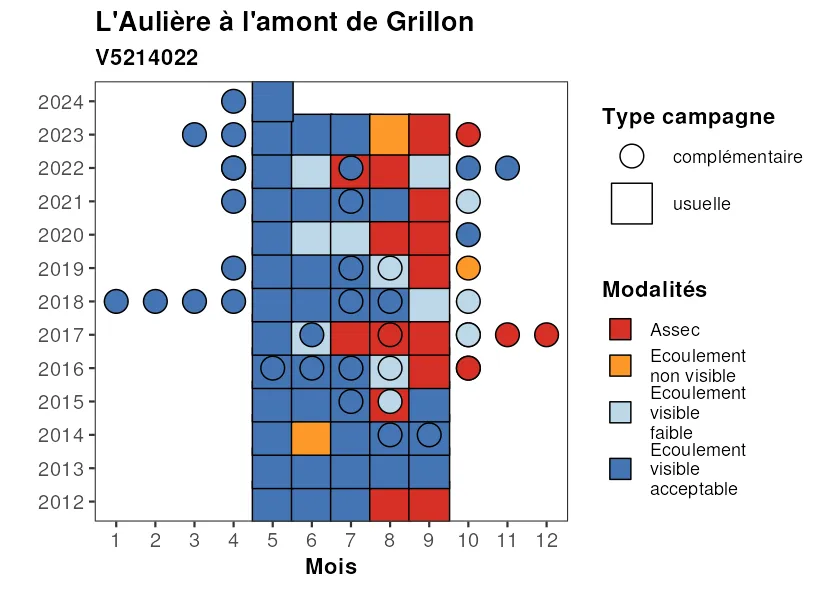 L'Aulière à l'amont de Grillon
V5214022
2024
2023
2022
2021
2020
2019
2018
2017
2016
2015
2014
2013
2012
1 2 3 4 5 6 7 8 9 10 11 12
Mois
Type campagne
complémentaire
usuelle
Modalités
Assec
Ecoulement
non visible
Ecoulement
visible
faible
Ecoulement
visible
acceptable